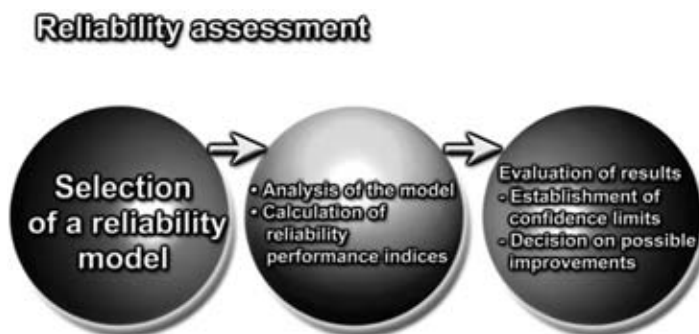 Reliability assessment
Selection
of a reliability
model
• Analysis of the model
• Calculation of
reliability
performance indices
Evaluation of results
- Establishment of
confidence limits
- Decision on possible
improvements